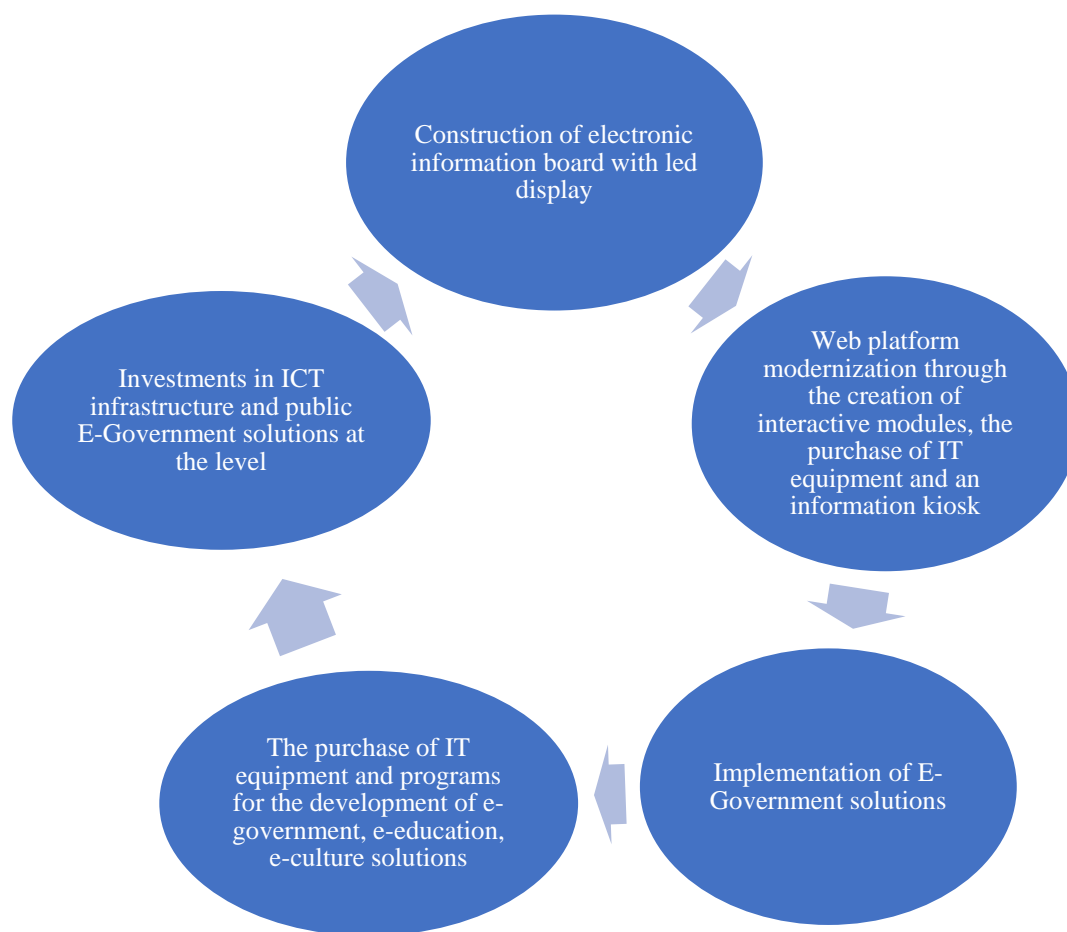 Construction of electronic
information board with led
display
Web platform
modernization through
the creation of
interactive modules, the
purchase of IT
equipment and an
information kiosk
Implementation of E-
Government solutions
The purchase of IT
equipment and programs
for the development of e-
government, e-education,
e-culture solutions
Investments in ICT
infrastructure and public
E-Government solutions at
the level